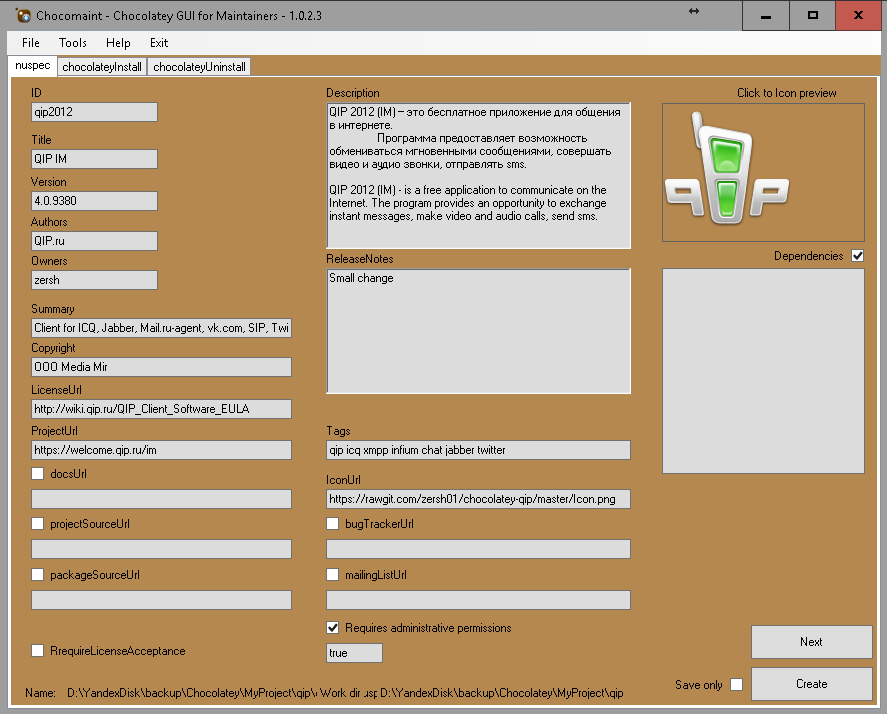 Chocomaint - Chocolatey GUI for Maintainers - 1.0.2.3
File Tools Help Exit
nuspec chocolateyInstall chocolateyUninstall
ID
qip2012
Title
QIP IM
Version
4.0.9380
Authors
QIP.ru
Owners
zersh
Summary
Client for ICQ, Jabber, Mail.ru-agent, vk.com, SIP, Twi
Copyright
OOO Media Mir
LicenseUrl
http://wiki.qip.ru/QIP_Client_Software_EULA
ProjectUrl
https://welcome.qip.ru/im
docsUrl
projectSourceUrl
packageSourceUrl
RrequireLicenseAcceptance
Description
QIP 2012 (IM) – это бесплатное приложение для общения
в интернете.
Программа предоставляет возможность
обмениваться мгновенными сообщениями, совершать
видео и аудио звонки, отправлять sms.
QIP 2012 (IM) - is a free application to communicate on the
Internet. The program provides an opportunity to exchange
instant messages, make video and audio calls, send sms.
ReleaseNotes
Small change
Tags
qip icq xmpp infium chat jabber twitter
IconUrl
https://rawgit.com/zersh01/chocolatey-qip/master/Icon.png
bugTrackerUrl
mailingListUrl
Requires administrative permissions
true
Click to Icon preview
qip
Dependencies
Next
Save only
Create
Name: D:\YandexDisk\backup\Chocolatey\MyProject\qip\ Work dir D:\YandexDisk\backup\Chocolatey\MyProject\qip